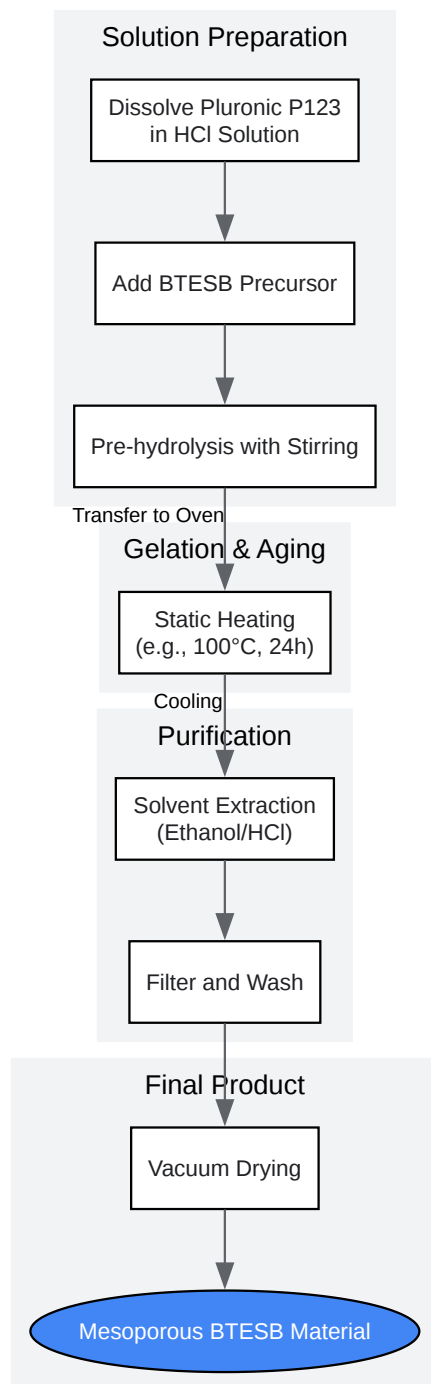 Solution Preparation
Dissolve Pluronic P123
in HCl Solution
Add BTESB Precursor
Pre-hydrolysis with Stirring
Transfer to Oven
Gelation & Aging
Static Heating
(e.g., 100°C, 24h)
Cooling
Purification
Solvent Extraction
(Ethanol/HCl)
Filter and Wash
Final Product
Vacuum Drying
Mesoporous BTESB Material